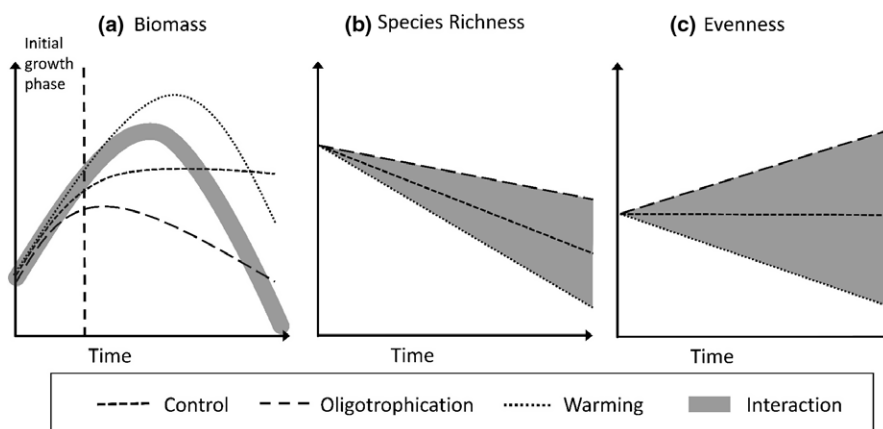 (a) Biomass
(b) Species Richness
(c) Evenness
Initial
growth
phase
Time
Time
Time
Control
Oligotrophication
Warming
Interaction